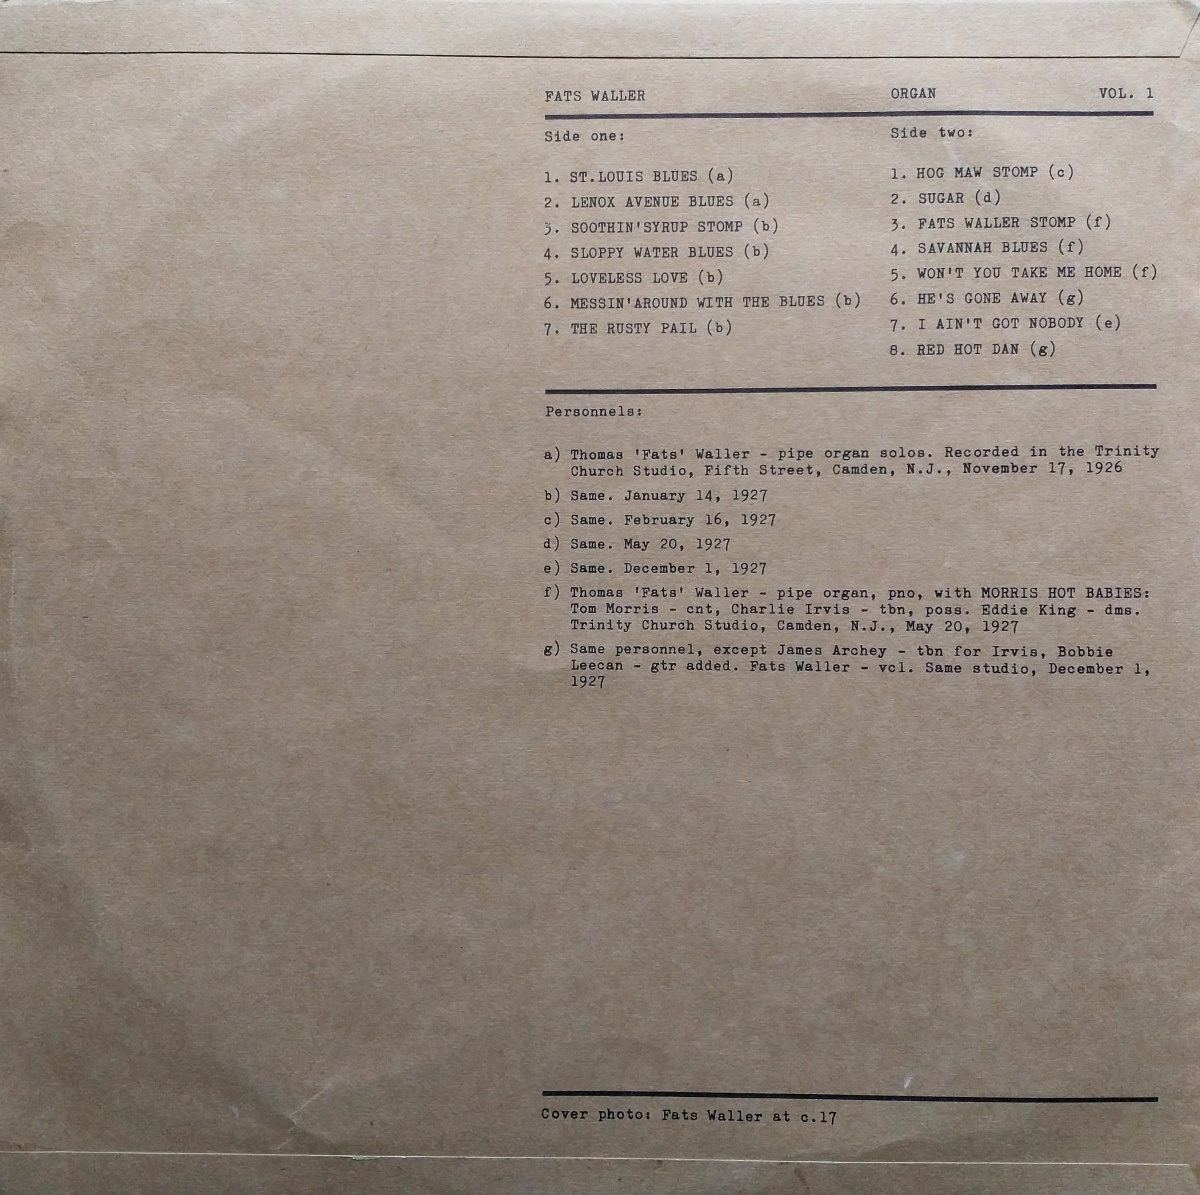 FATS WALLER ORGAN VOL. 1
Side one:
1. ST.LOUIS BLUES (a)
2. LENOX AVENUE BLUES (a)
3. SOOTHIN'SYRUP STOMP (b)
4. SLOPPY WATER BLUES (b)
5. LOVELESS LOVE (b)
6. MESSIN'AROUND WITH THE BLUES (b)
7. THE RUSTY PAIL (b)
Side two:
1. HOG MAW STOMP (c)
2. SUGAR (d)
3. FATS WALLER STOMP (f)
4. SAVANNAH BLUES (f)
5. WON'T YOU TAKE ME HOME (f)
6. HE'S GONE AWAY (g)
7. I AIN'T GOT NOBODY (e)
8. RED HOT DAN (g)
Personnels:
a) Thomas 'Fats' Waller - pipe organ solos. Recorded in the Trinity
Church Studio, Fifth Street, Camden, N.J., November 17, 1926
b) Same. January 14, 1927
c) Same. February 16, 1927
d) Same. May 20, 1927
e) Same. December 1, 1927
f) Thomas 'Fats' Waller - pipe organ, pno, with MORRIS HOT BABIES:
Tom Morris - cnt, Charlie Irvis - tbn, poss. Eddie King - dms.
Trinity Church Studio, Camden, N.J., May 20, 1927
g) Same personnel, except James Archey - tbn for Irvis, Bobbie
Leecan - gtr added. Fats Waller - vcl. Same studio, December 1,
1927
Cover photo: Fats Waller at c.17